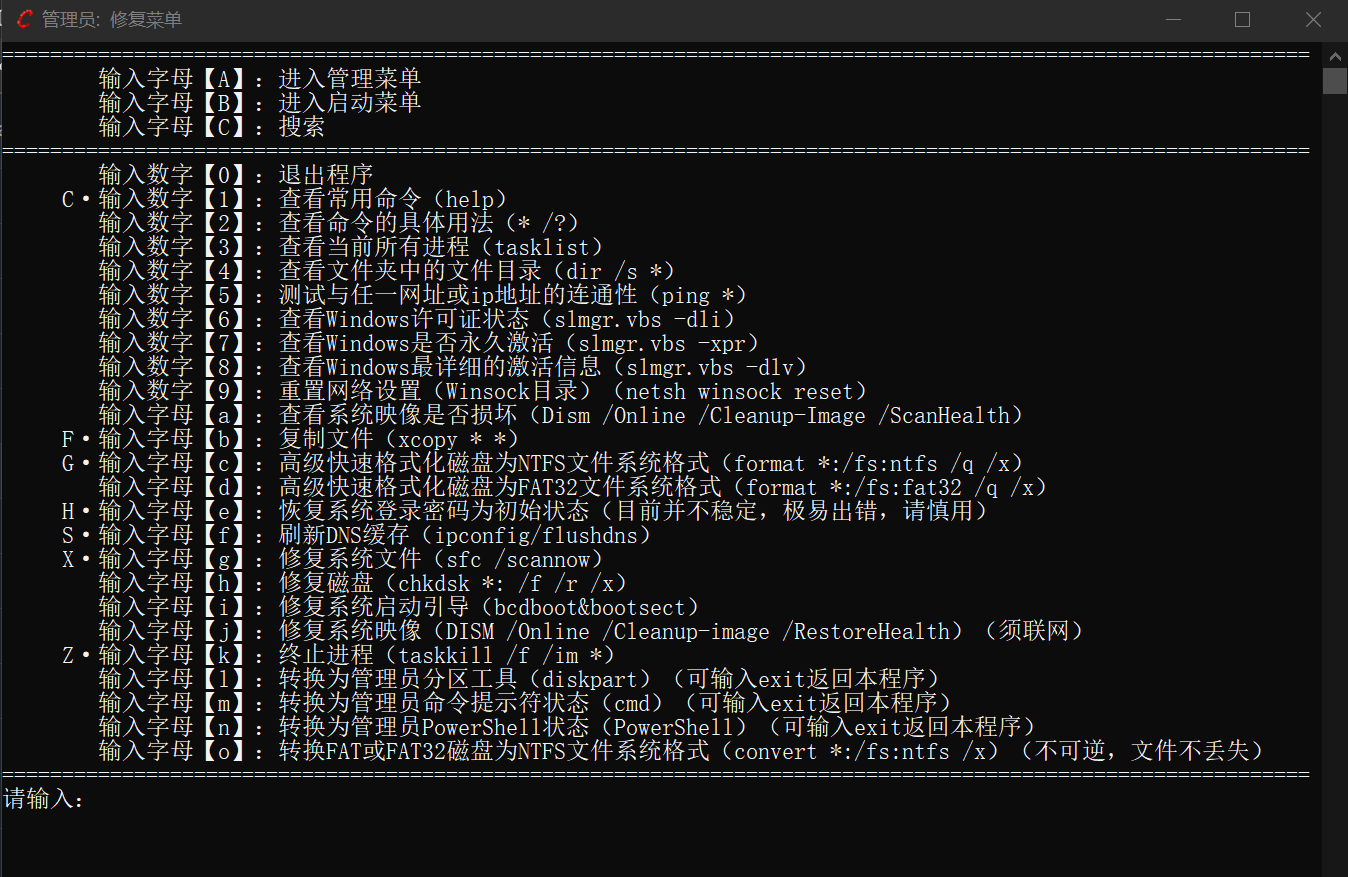 管理员: 修复菜单
=============================================================================================================
输入字母【A】：进入管理菜单
输入字母【B】：进入启动菜单
输入字母【C】：搜索
=============================================================================================================
输入数字【0】：退出程序
C·输入数字【1】：查看常用命令（help）
输入数字【2】：查看命令的具体用法（* /?）
输入数字【3】：查看当前所有进程（tasklist）
输入数字【4】：查看文件夹中的文件目录（dir /s *）
输入数字【5】：测试与任一网址或ip地址的连通性（ping *）
输入数字【6】：查看Windows许可证状态（slmgr.vbs -dli）
输入数字【7】：查看Windows是否永久激活（slmgr.vbs -xpr）
输入数字【8】：查看Windows最详细的激活信息（slmgr.vbs -dlv）
输入数字【9】：重置网络设置（Winsock目录）（netsh winsock reset）
输入字母【a】：查看系统映像是否损坏（Dism /Online /Cleanup-Image /ScanHealth）
F·输入字母【b】：复制文件（xcopy * *）
G·输入字母【c】：高级快速格式化磁盘为NTFS文件系统格式（format *:/fs:ntfs /q /x）
输入字母【d】：高级快速格式化磁盘为FAT32文件系统格式（format *:/fs:fat32 /q /x）
H·输入字母【e】：恢复系统登录密码为初始状态（目前并不稳定，极易出错，请慎用）
S·输入字母【f】：刷新DNS缓存（ipconfig/flushdns）
X·输入字母【g】：修复系统文件（sfc /scannow）
输入字母【h】：修复磁盘（chkdsk *: /f /r /x）
输入字母【i】：修复系统启动引导（bcdboot&bootsect）
输入字母【j】：修复系统映像（DISM /Online /Cleanup-image /RestoreHealth）（须联网）
Z·输入字母【k】：终止进程（taskkill /f /im *）
输入字母【l】：转换为管理员分区工具（diskpart）（可输入exit返回本程序）
输入字母【m】：转换为管理员命令提示符状态（cmd）（可输入exit返回本程序）
输入字母【n】：转换为管理员PowerShell状态（PowerShell）（可输入exit返回本程序）
输入字母【o】：转换FAT或FAT32磁盘为NTFS文件系统格式（convert *:/fs:ntfs /x）（不可逆，文件不丢失）
=============================================================================================================
请输入：